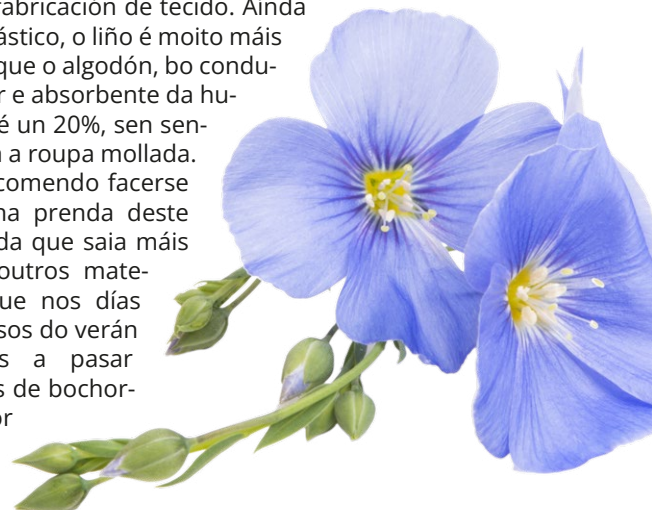 fabricación de tecido. Aínda
ástico, o liño é moito máis
que o algodón, bo condu-
r e absorbente da hu-
é un 20%, sen sen-
a roupa mollada.
comendo facerse
na prenda deste
da que saia máis
outros mate-
ue nos días
sos do verán
s a pasar
s de bochor-
or